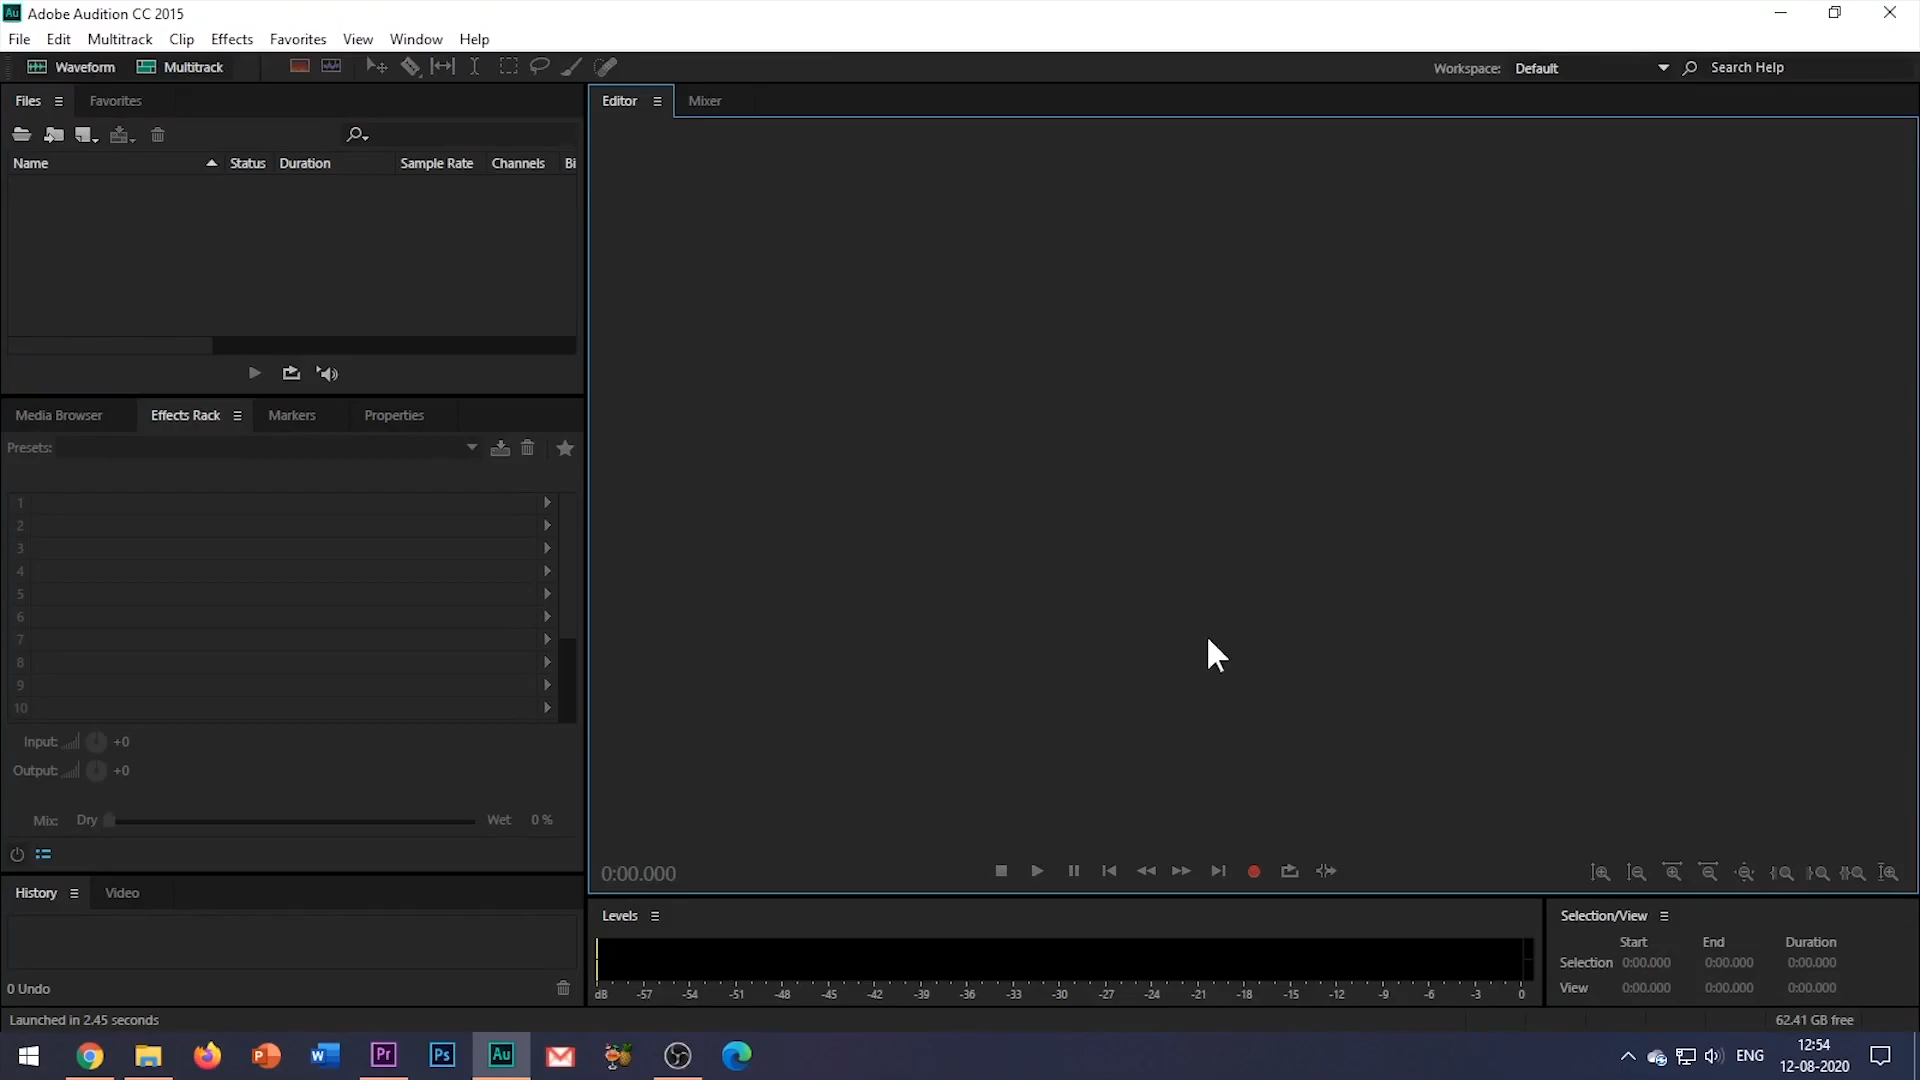 Au Adobe Audition CC 2015
File Edit Multitrack Clip Effects Favorites View Window Help
Waveform Multitrack Workspace: Default Search Help
Files Favorites
Name Status Duration Sample Rate Channels Bi
Media Browser Effects Rack Markers Properties
Presets:
1
2
3
4
5
6
7
8
9
10
Input: +0
Output: +0
Mix: Dry Wet 0 %
History Video
0 Undo
Launched in 2.45 seconds
Editor Mixer
0:00.000
Levels
dB -57 -54 -51 -48 -45 -42 -39 -36 -33 -30 -27 -24 -21 -18 -15 -12 -9 -6 -3 0
Selection/View
Start End Duration
Selection 0:00.000 0:00.000 0:00.000
View 0:00.000 0:00.000 0:00.000
62.41 GB free
P W Pr Ps Au M ENG 12:54
12-08-2020